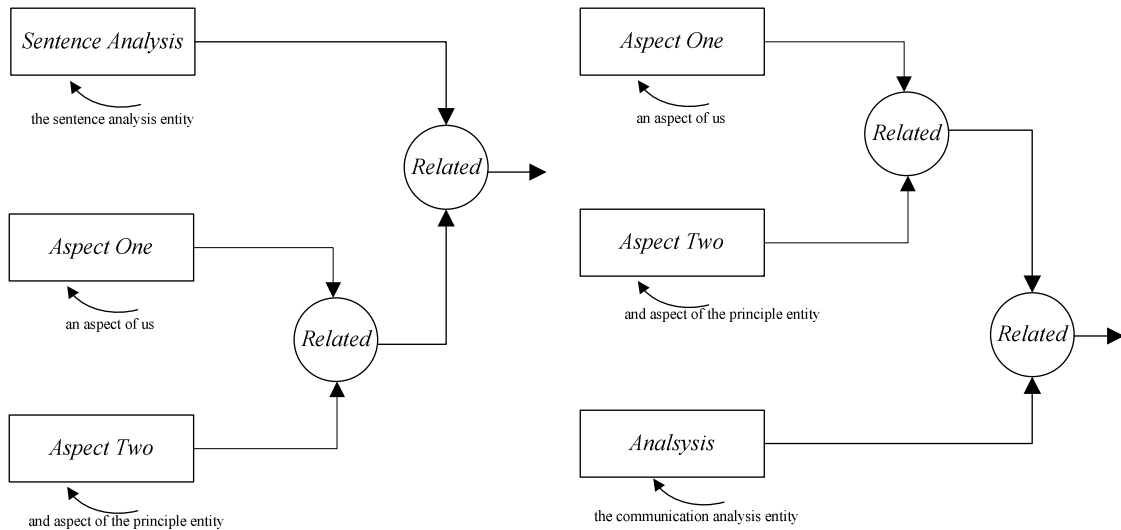 Sentence Analysis
the sentence analysis entity
Related
Aspect One
an aspect of us
Related
Aspect Two
and aspect of the principle entity
Aspect One
an aspect of us
Related
Aspect Two
and aspect of the principle entity
Related
Analsysis
the communication analysis entity